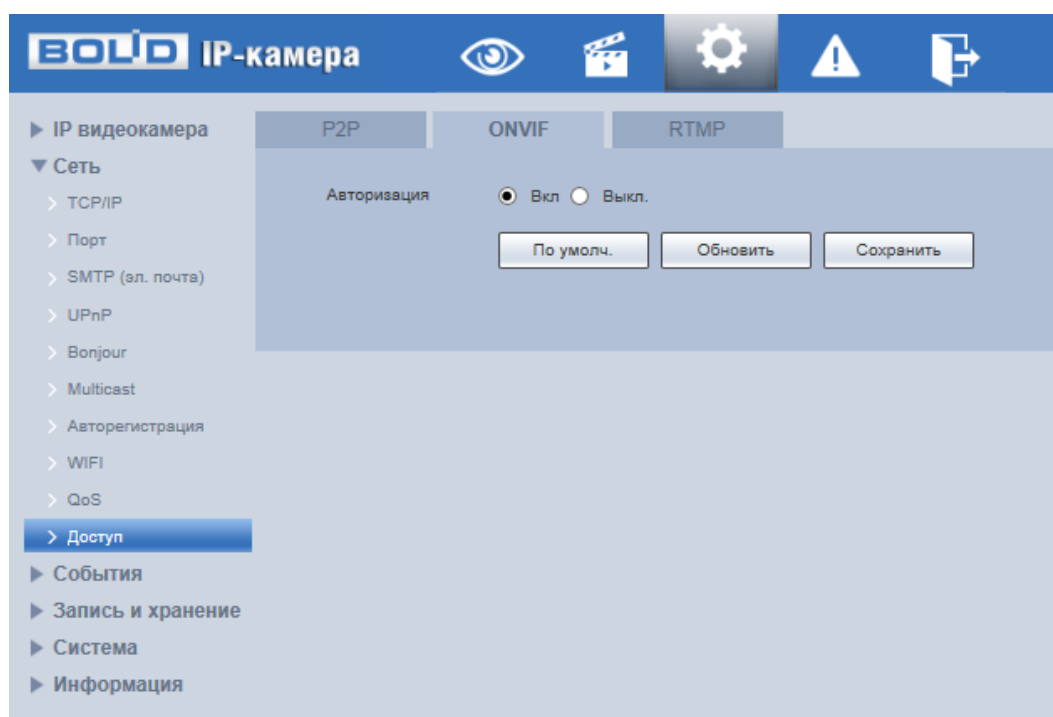 BOLID IP-камера
IP видеокамера
Сеть
TCP/IP
Порт
SMTP (эл. почта)
UPnP
Bonjour
Multicast
Авторегистрация
WIFI
QoS
Доступ
События
Запись и хранение
Система
Информация
P2P ONVIF RTMP
Авторизация Вкл Выкл.
По умолч. Обновить Сохранить